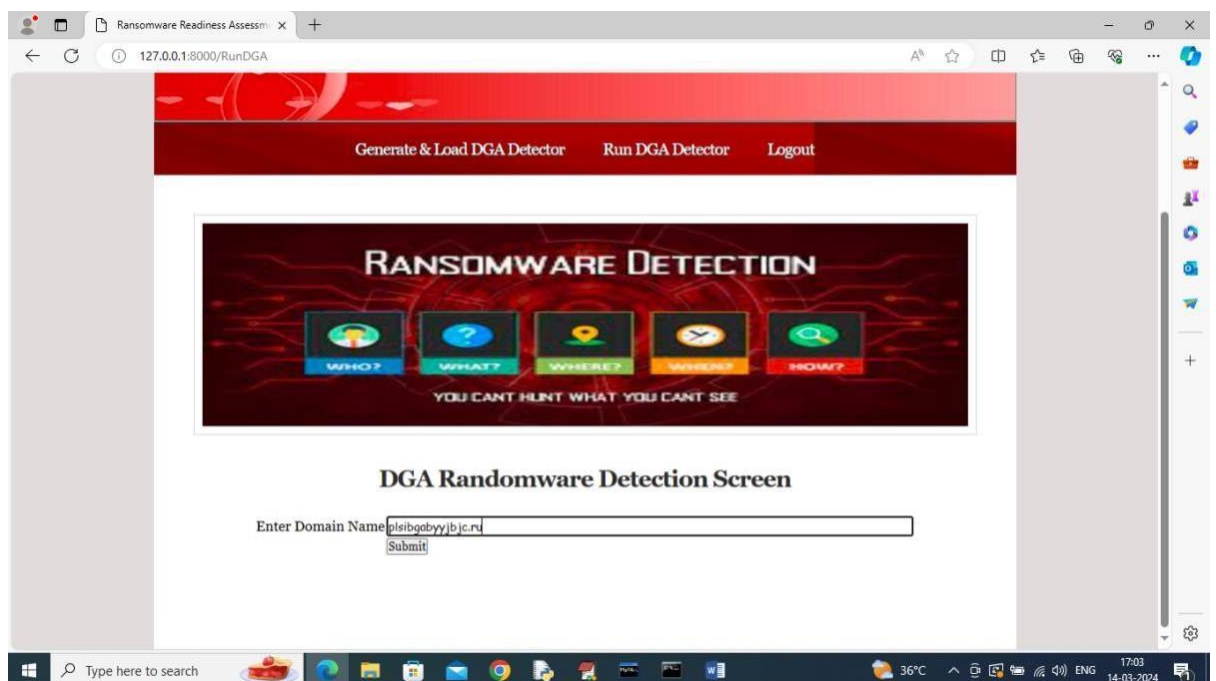 Ransomware Readiness Assessm
127.0.0.1:8000/RunDGA
Generate & Load DGA Detector Run DGA Detector Logout
RANSOMWARE DETECTION
WHO? WHAT? WHERE? WHEN? HOW?
YOU CANT HUNT WHAT YOU CANT SEE
DGA Randomware Detection Screen
Enter Domain Name plsibgabyyjbjc.ru
Submit
Type here to search
36°C ENG 17:03
14-03-2024